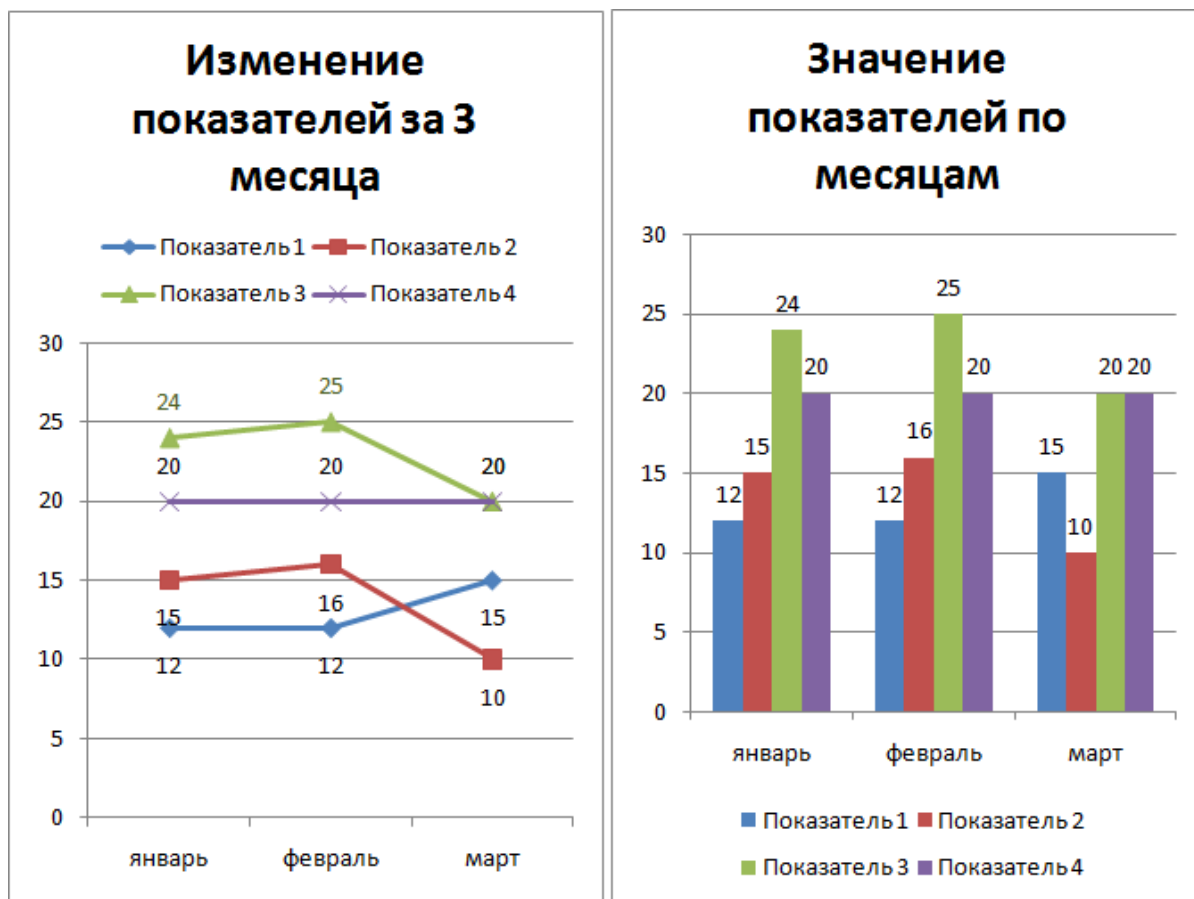 Изменение
показателей за 3
месяца
Показатель 1 Показатель 2
Показатель 3 Показатель 4
30
24 25
25
20 20 20
20
15
15 16 15
12 12
10
10
5
0
январь февраль март
Значение
показателей по
месяцам
30
25
24
25
20 20 20 20
20
16
15 15
15
12 12
10
10
5
0
январь февраль март
Показатель 1 Показатель 2
Показатель 3 Показатель 4